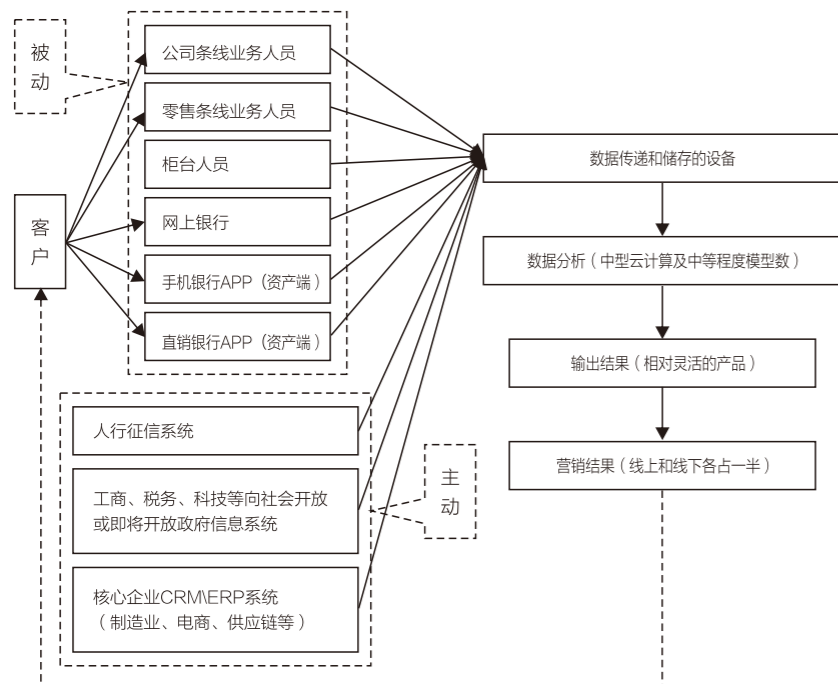 被
动
公司条线业务人员
零售条线业务人员
柜台人员
网上银行
手机银行APP（资产端）
直销银行APP（资产端）
客
户
人行征信系统
工商、税务、科技等向社会开放
或即将开放政府信息系统
核心企业CRM\ERP系统
（制造业、电商、供应链等）
主
动
数据传递和储存的设备
数据分析（中型云计算及中等程度模型数）
输出结果（相对灵活的产品）
营销结果（线上和线下各占一半）